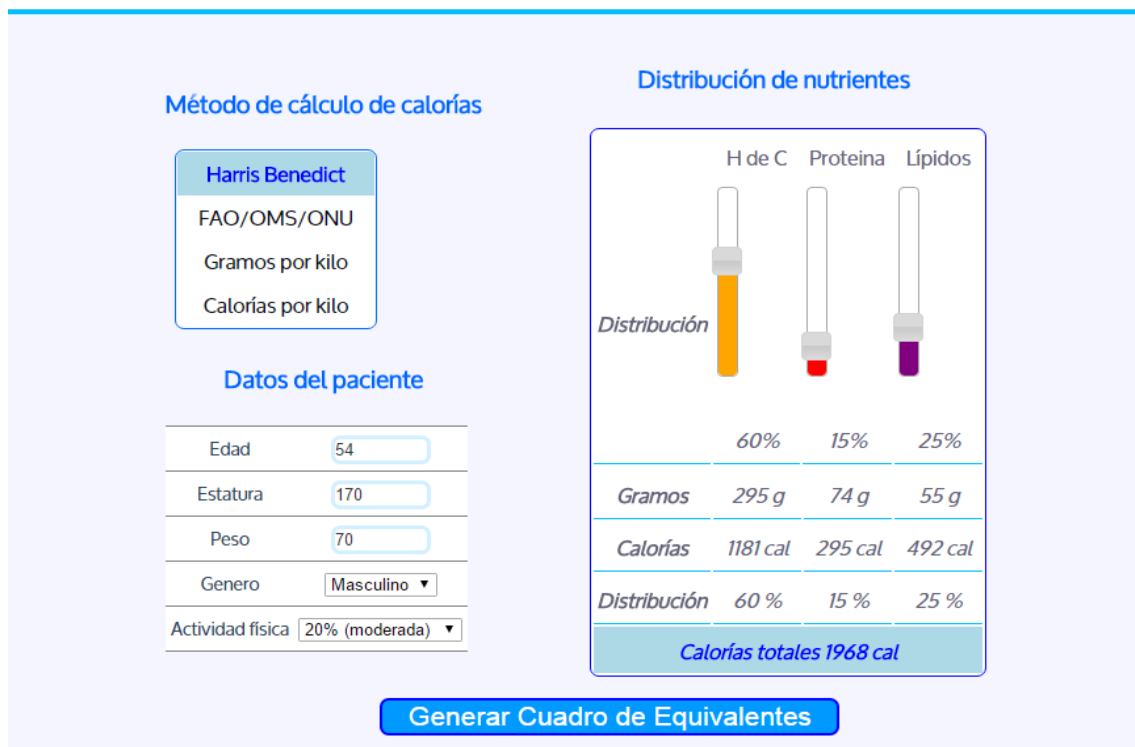 Método de cálculo de calorías
Harris Benedict
FAO/OMS/ONU
Gramos por kilo
Calorías por kilo
Datos del paciente
Edad 54
Estatura 170
Peso 70
Genero Masculino
Actividad física 20% (moderada)
Distribución de nutrientes
H de C Proteina Lípidos
Distribución
60% 15% 25%
Gramos 295 g 74 g 55 g
Calorías 1181 cal 295 cal 492 cal
Distribución 60 % 15 % 25 %
Calorías totales 1968 cal
Generar Cuadro de Equivalentes